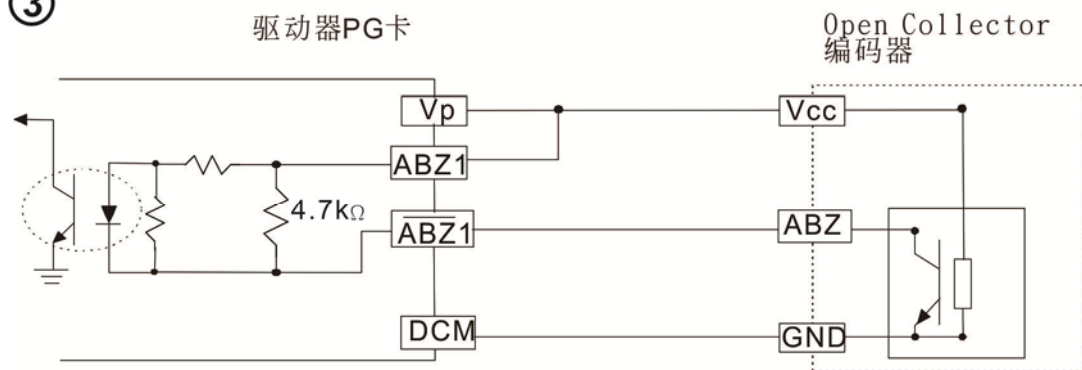 ③
驱动器PG卡
Open Collector
编码器
Vp
Vcc
ABZ1
4.7kΩ
A̅B̅Z̅1
ABZ
DCM
GND